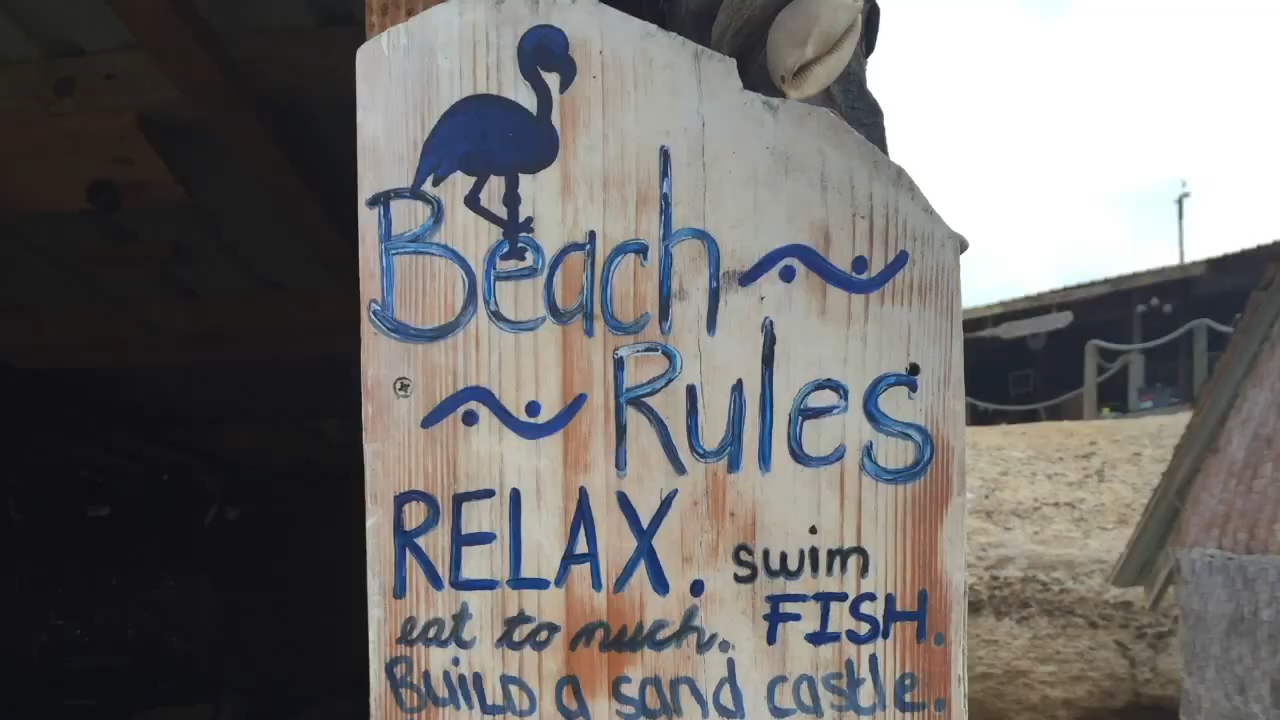 Beach
Rules
RELAX. swim
eat to much. FISH.
BUILD a sand castle.